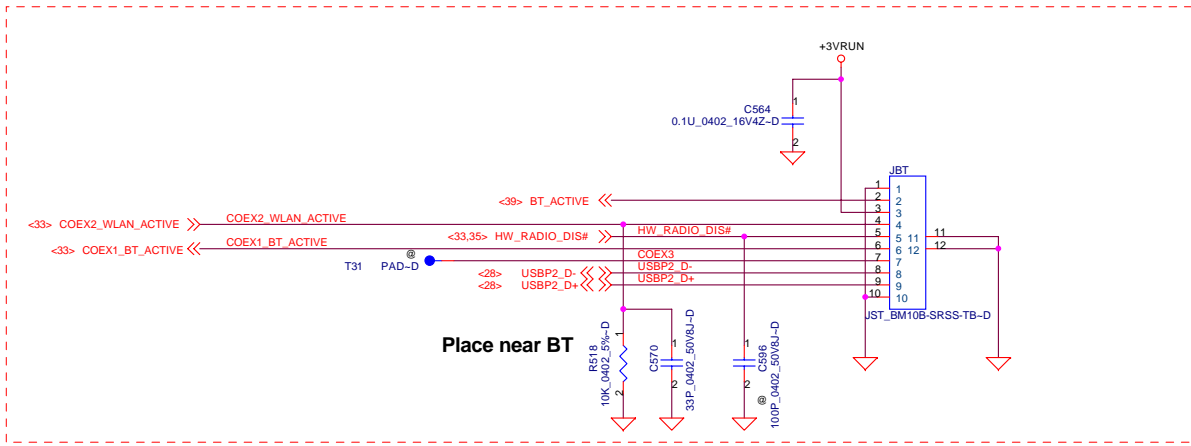 +3VRUN
1
C564
0.1U_0402_16V4Z~D
2
JBT
<39> BT_ACTIVE
<33> COEX2_WLAN_ACTIVE
COEX2_WLAN_ACTIVE
<33,35> HW_RADIO_DIS#
HW_RADIO_DIS#
<33> COEX1_BT_ACTIVE
COEX1_BT_ACTIVE
@
T31 PAD~D
COEX3
<28> USBP2_D-
USBP2_D-
<28> USBP2_D+
USBP2_D+
1 1
2 2
3 3
4 4
5 5 11 11
6 6 12 12
7 7
8 8
9 9
10 10
JST_BM10B-SRSS-TB~D
Place near BT
1
R518
10K_0402_5%~D
2
1
C570
33P_0402_50V8J~D
2
1
C596
100P_0402_50V8J~D
2
@